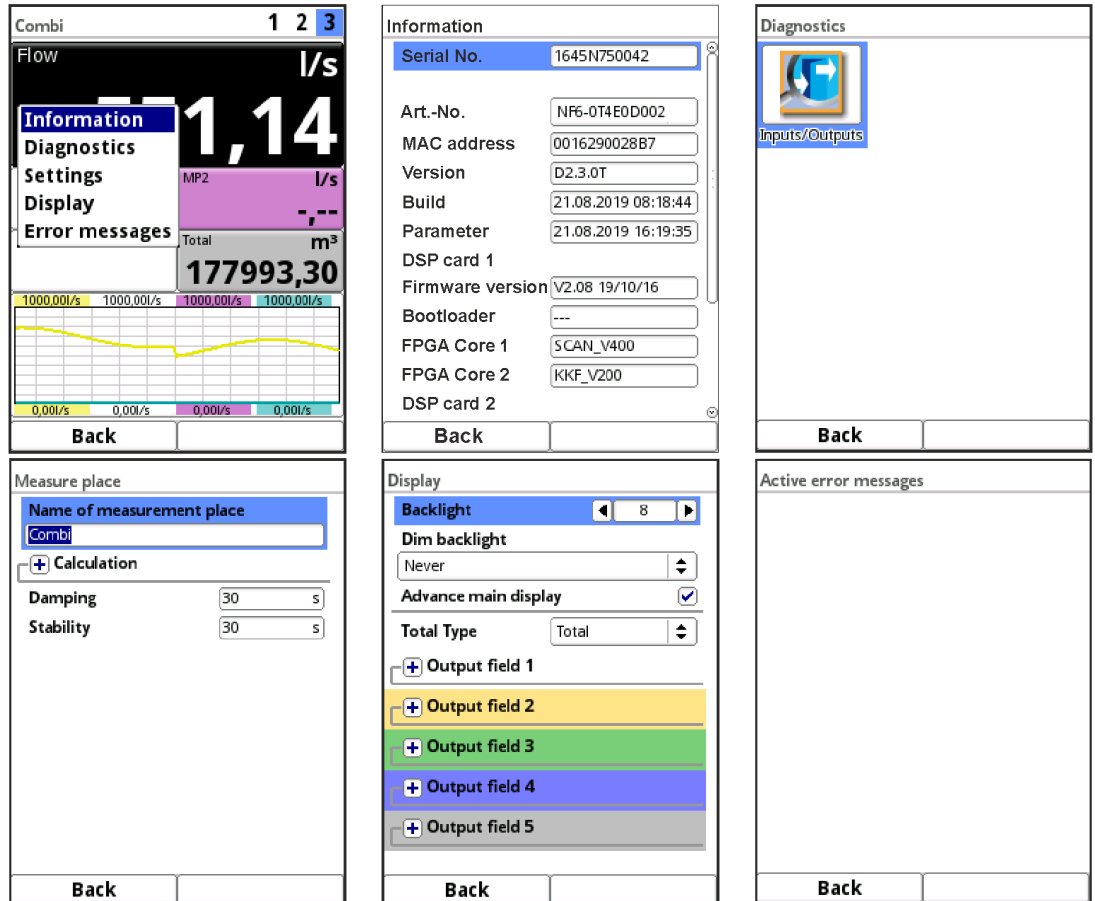 Combi 1 2 3
Flow l/s
1,14
Information
Diagnostics
Settings
Display
Error messages
MP2 l/s
-,--
Total m³
177993,30
1000,00l/s 1000,00l/s 1000,00l/s 1000,00l/s
0,00l/s 0,00l/s 0,00l/s 0,00l/s
Back
Information
Serial No. 1645N750042
Art.-No. NF6-0T4E0D002
MAC address 0016290028B7
Version D2.3.0T
Build 21.08.2019 08:18:44
Parameter 21.08.2019 16:19:35
DSP card 1
Firmware version V2.08 19/10/16
Bootloader ---
FPGA Core 1 SCAN_V400
FPGA Core 2 KKF_V200
DSP card 2
Back
Diagnostics
Inputs/Outputs
Back
Measure place
Name of measurement place
Combi
Calculation
Damping 30 s
Stability 30 s
Back
Display
Backlight 8
Dim backlight
Never
Advance main display
Total Type Total
Output field 1
Output field 2
Output field 3
Output field 4
Output field 5
Back
Active error messages
Back